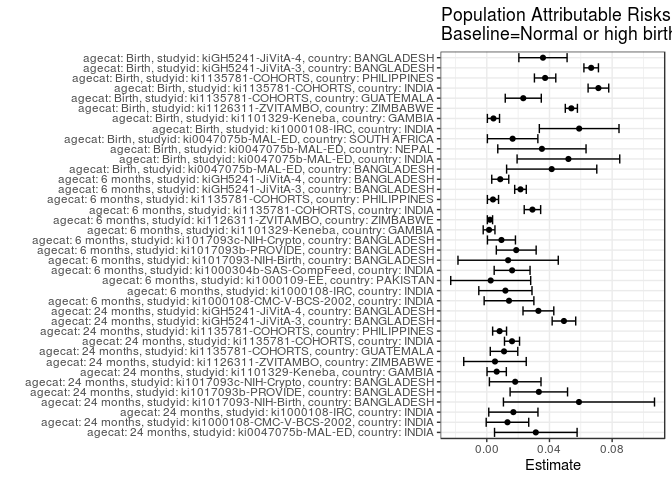 Population Attributable Risks
Baseline=Normal or high birth
agecat: Birth, studyid: kiGH5241-JiVitA-4, country: BANGLADESH
agecat: Birth, studyid: kiGH5241-JiVitA-3, country: BANGLADESH
agecat: Birth, studyid: ki1135781-COHORTS, country: PHILIPPINES
agecat: Birth, studyid: ki1135781-COHORTS, country: INDIA
agecat: Birth, studyid: ki1135781-COHORTS, country: GUATEMALA
agecat: Birth, studyid: ki1126311-ZVITAMBO, country: ZIMBABWE
agecat: Birth, studyid: ki1101329-Keneba, country: GAMBIA
agecat: Birth, studyid: ki1000108-IRC, country: INDIA
agecat: Birth, studyid: ki0047075b-MAL-ED, country: SOUTH AFRICA
agecat: Birth, studyid: ki0047075b-MAL-ED, country: NEPAL
agecat: Birth, studyid: ki0047075b-MAL-ED, country: INDIA
agecat: Birth, studyid: ki0047075b-MAL-ED, country: BANGLADESH
agecat: 6 months, studyid: kiGH5241-JiVitA-4, country: BANGLADESH
agecat: 6 months, studyid: kiGH5241-JiVitA-3, country: BANGLADESH
agecat: 6 months, studyid: ki1135781-COHORTS, country: PHILIPPINES
agecat: 6 months, studyid: ki1135781-COHORTS, country: INDIA
agecat: 6 months, studyid: ki1126311-ZVITAMBO, country: ZIMBABWE
agecat: 6 months, studyid: ki1101329-Keneba, country: GAMBIA
agecat: 6 months, studyid: ki1017093c-NIH-Crypto, country: BANGLADESH
agecat: 6 months, studyid: ki1017093b-PROVIDE, country: BANGLADESH
agecat: 6 months, studyid: ki1017093-NIH-Birth, country: BANGLADESH
agecat: 6 months, studyid: ki1000304b-SAS-CompFeed, country: INDIA
agecat: 6 months, studyid: ki1000109-EE, country: PAKISTAN
agecat: 6 months, studyid: ki1000108-IRC, country: INDIA
agecat: 6 months, studyid: ki1000108-CMC-V-BCS-2002, country: INDIA
agecat: 24 months, studyid: kiGH5241-JiVitA-4, country: BANGLADESH
agecat: 24 months, studyid: kiGH5241-JiVitA-3, country: BANGLADESH
agecat: 24 months, studyid: ki1135781-COHORTS, country: PHILIPPINES
agecat: 24 months, studyid: ki1135781-COHORTS, country: INDIA
agecat: 24 months, studyid: ki1135781-COHORTS, country: GUATEMALA
agecat: 24 months, studyid: ki1126311-ZVITAMBO, country: ZIMBABWE
agecat: 24 months, studyid: ki1101329-Keneba, country: GAMBIA
agecat: 24 months, studyid: ki1017093c-NIH-Crypto, country: BANGLADESH
agecat: 24 months, studyid: ki1017093b-PROVIDE, country: BANGLADESH
agecat: 24 months, studyid: ki1017093-NIH-Birth, country: BANGLADESH
agecat: 24 months, studyid: ki1000108-IRC, country: INDIA
agecat: 24 months, studyid: ki1000108-CMC-V-BCS-2002, country: INDIA
agecat: 24 months, studyid: ki0047075b-MAL-ED, country: INDIA
0.00 0.04 0.08
Estimate